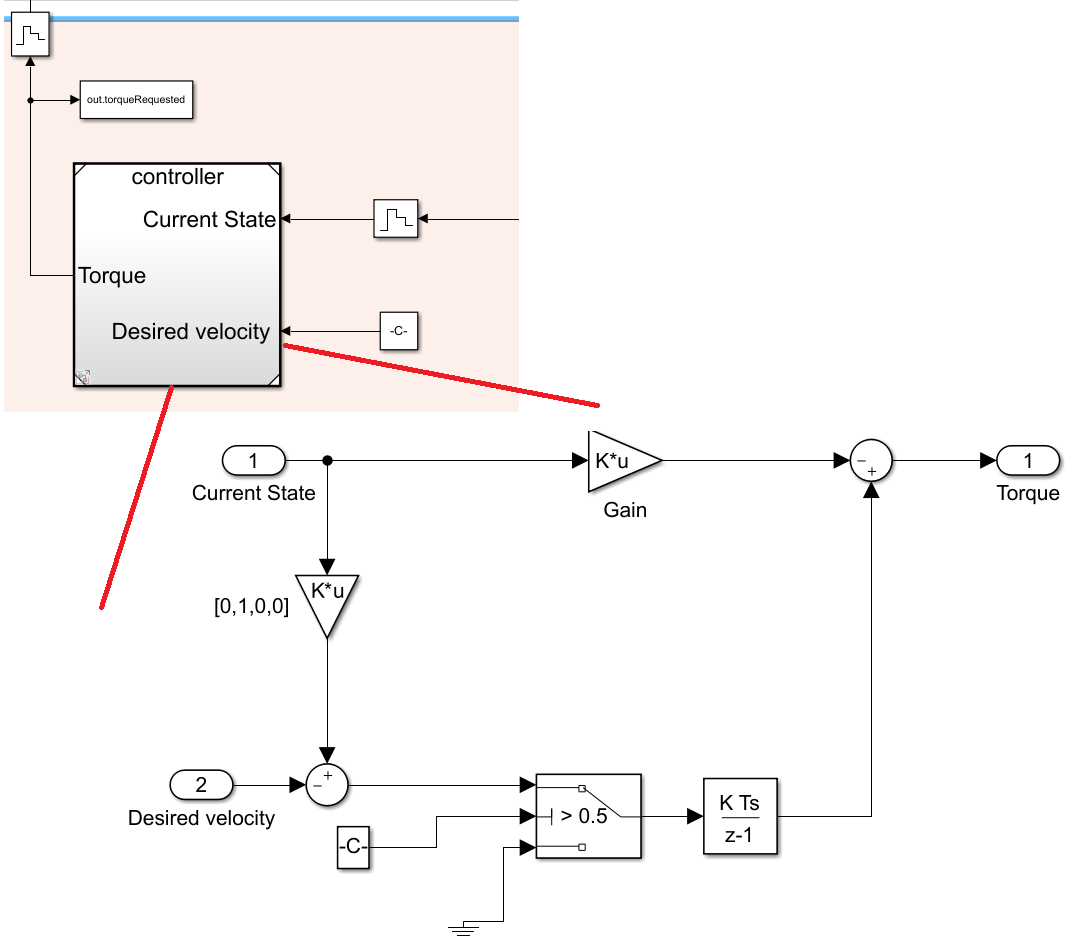 out.torqueRequested
controller
Current State
Torque
Desired velocity
-C-
1
Current State
K*u
Gain
−
+
1
Torque
K*u
[0,1,0,0]
2
Desired velocity
+
−
-C-
> 0.5
K Ts
z-1